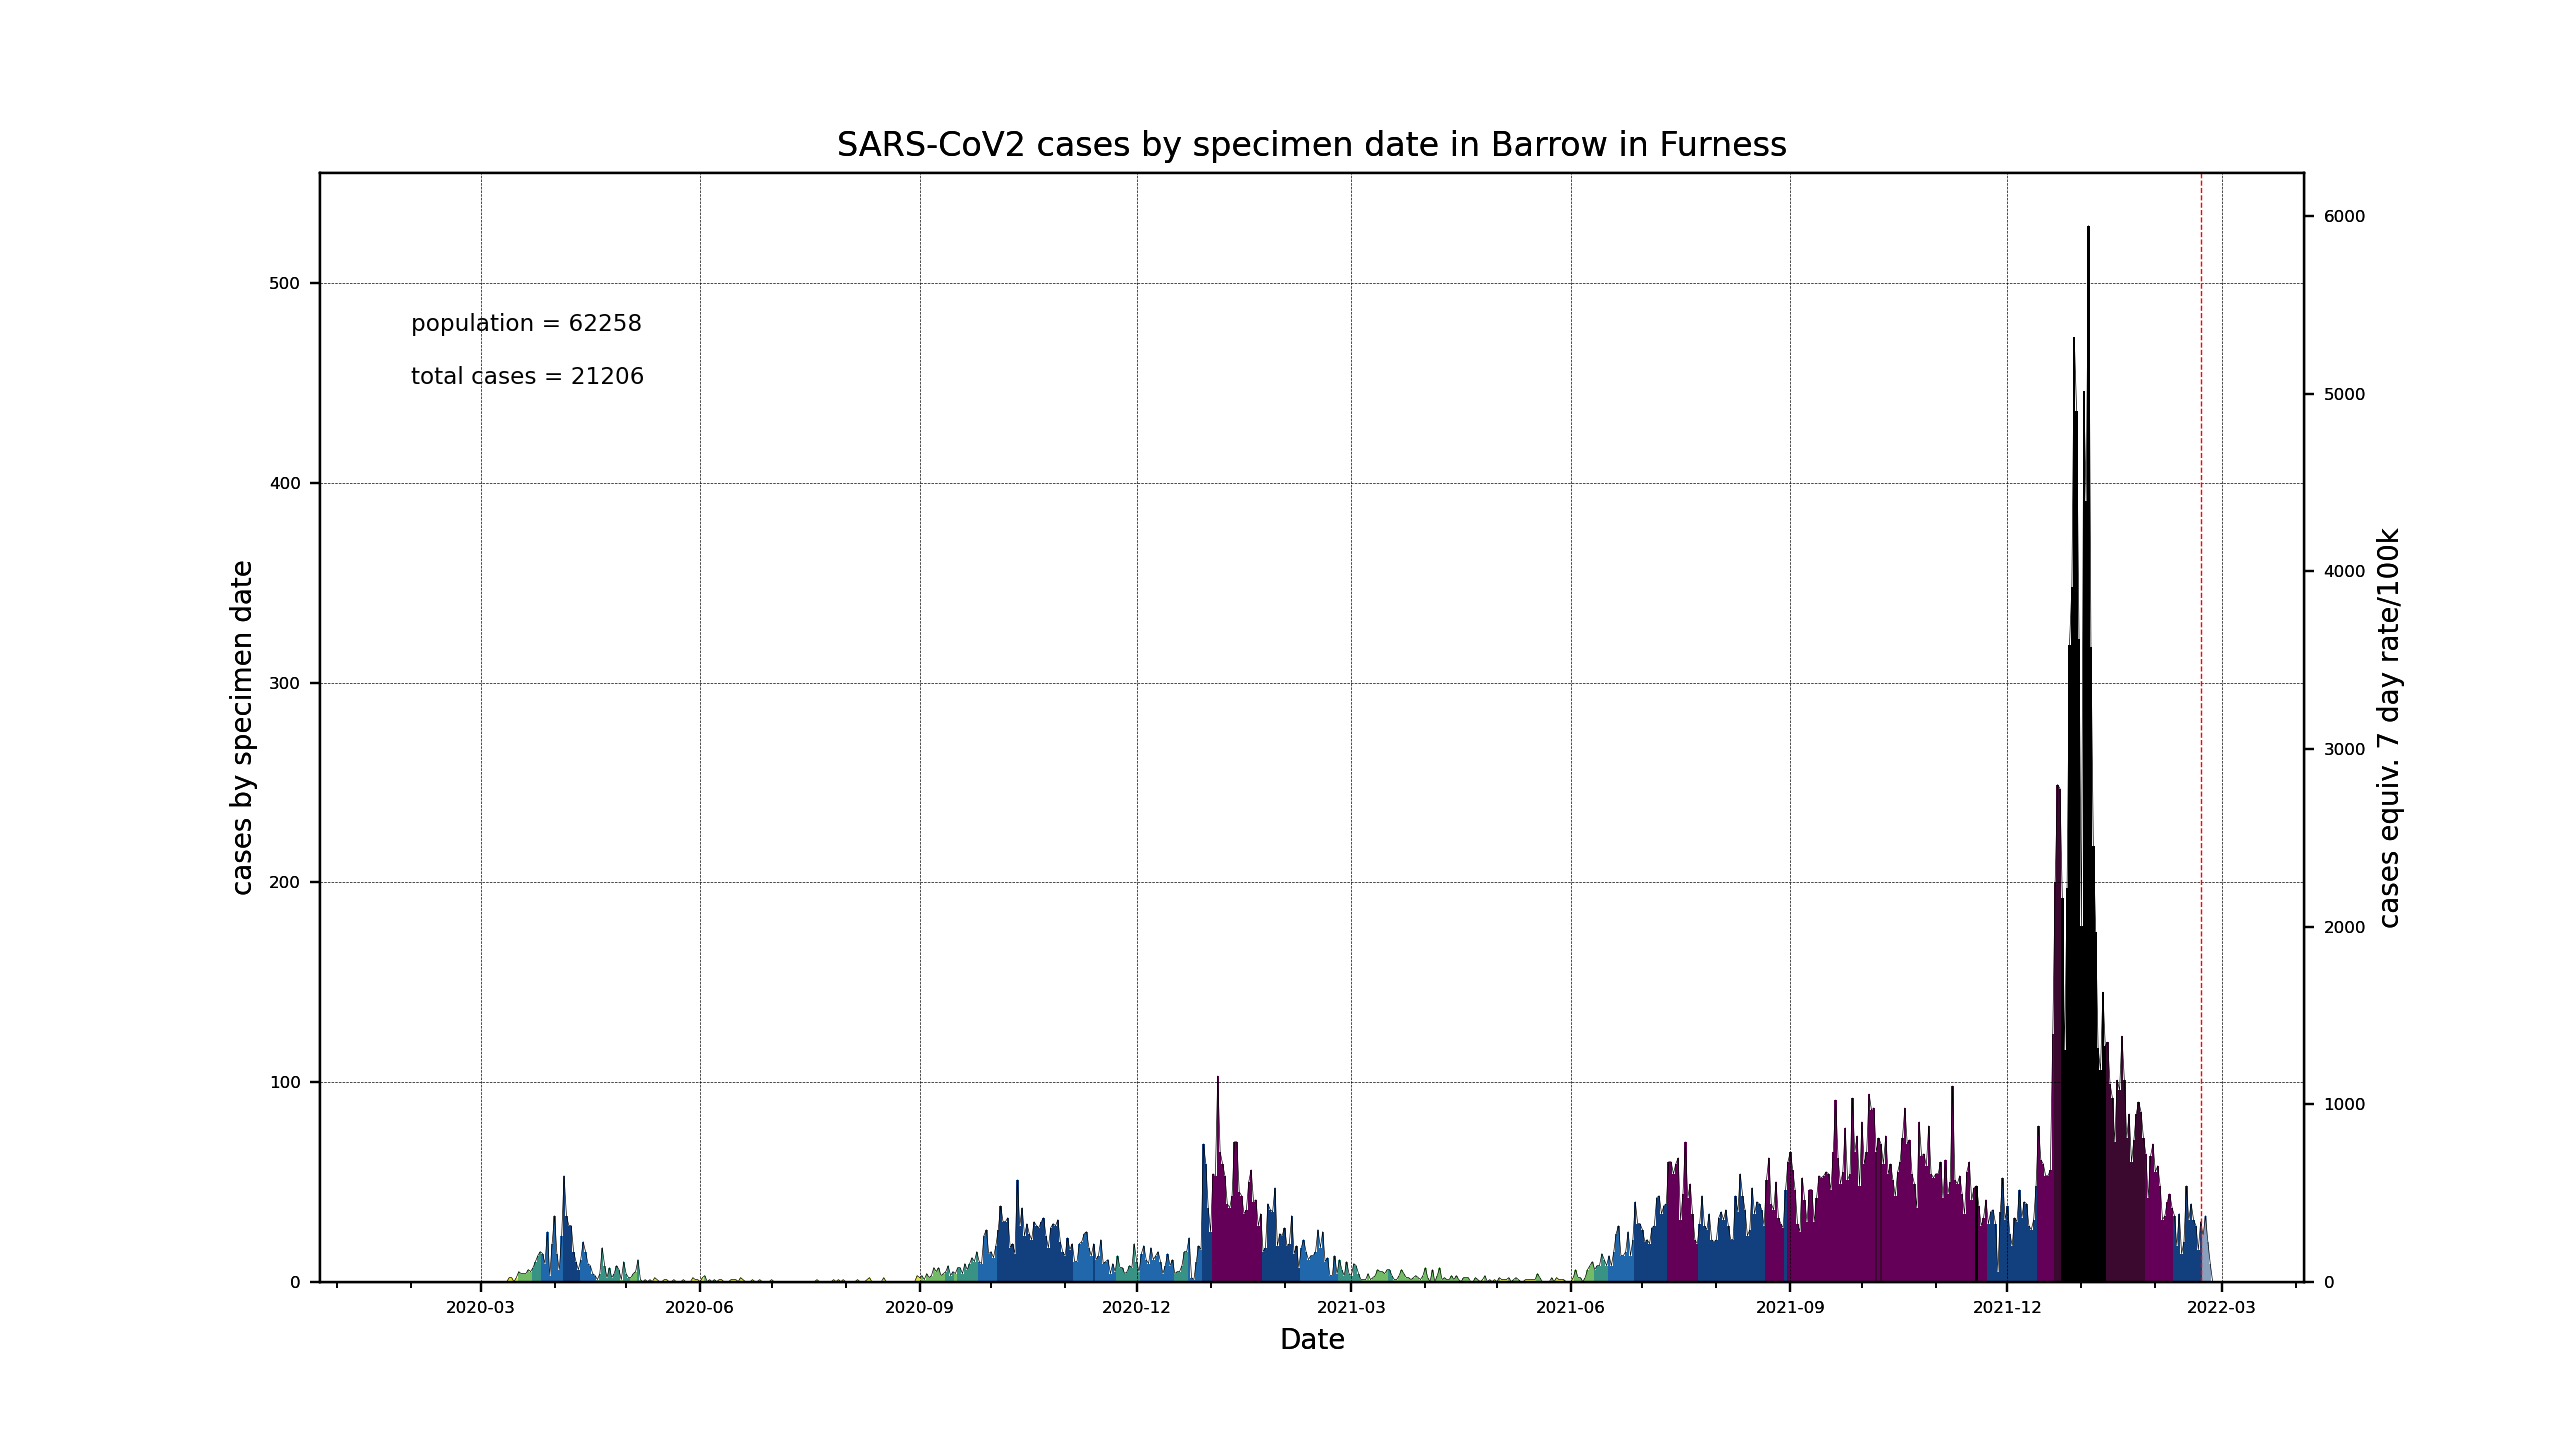 SARS-CoV2 cases by specimen date in Barrow in Furness
population = 62258
total cases = 21206
cases by specimen date
500
400
300
200
100
0
6000
5000
4000
3000
2000
1000
0
cases equiv. 7 day rate/100k
2020-03 2020-06 2020-09 2020-12 2021-03 2021-06 2021-09 2021-12 2022-03
Date